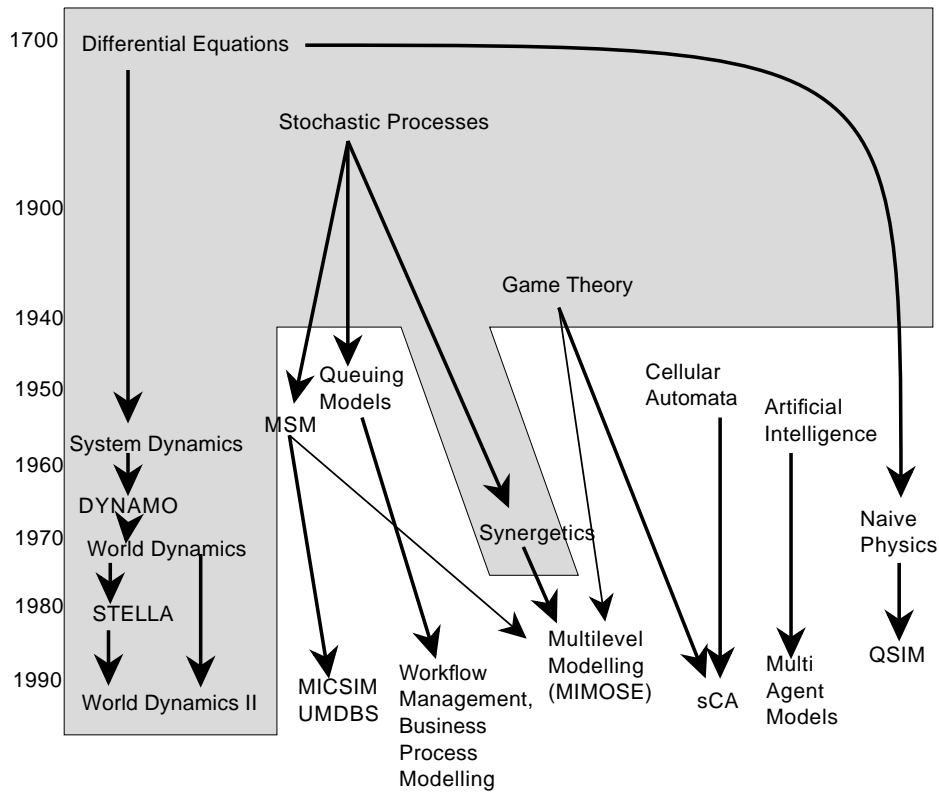 1700
Differential Equations
Stochastic Processes
1900
Game Theory
1940
Queuing
Models
Cellular
Automata
1950
Artificial
Intelligence
MSM
System Dynamics
1960
DYNAMO
Naive
Physics
Synergetics
1970
World Dynamics
1980
STELLA
Multilevel
Modelling
(MIMOSE)
QSIM
Multi
Agent
Models
Workflow
Management,
Business
Process
Modelling
1990
MICSIM
UMDBS
sCA
World Dynamics II